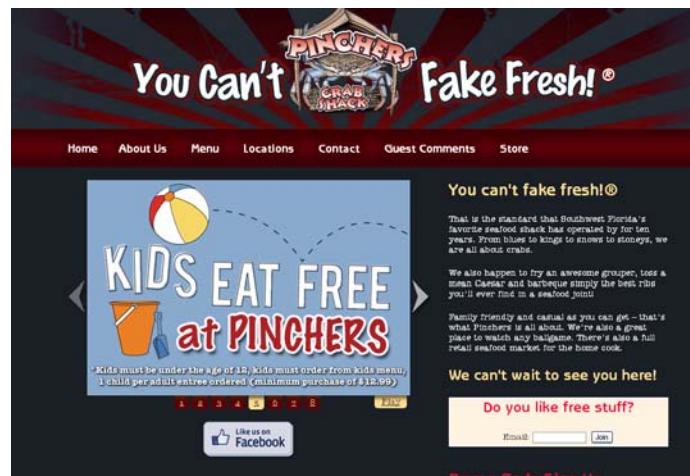 PINCHERS
CRAB
SHACK
You Can't Fake Fresh! ®
Home About Us Menu Locations Contact Guest Comments Store
KIDS EAT FREE
at PINCHERS
*Kids must be under the age of 12, kids must order from kids menu,
1 child per adult entree ordered (minimum purchase of $12.99)
1 2 3 4 5 6 7 8
Play
Like us on
Facebook
You can't fake fresh!®
That is the standard that Southwest Florida's
favorite seafood shack has operated by for ten
years. From blues to kings to snows to stoneys, we
are all about crabs.
We also happen to fry an awesome grouper, toss a
mean Caesar and barbeque simply the best ribs
you'll ever find in a seafood joint!
Family friendly and casual as you can get – that's
what Pinchers is all about. We're also a great
place to watch any ballgame. There's also a full
retail seafood market for the home cook.
We can't wait to see you here!
Do you like free stuff?
Email: Join